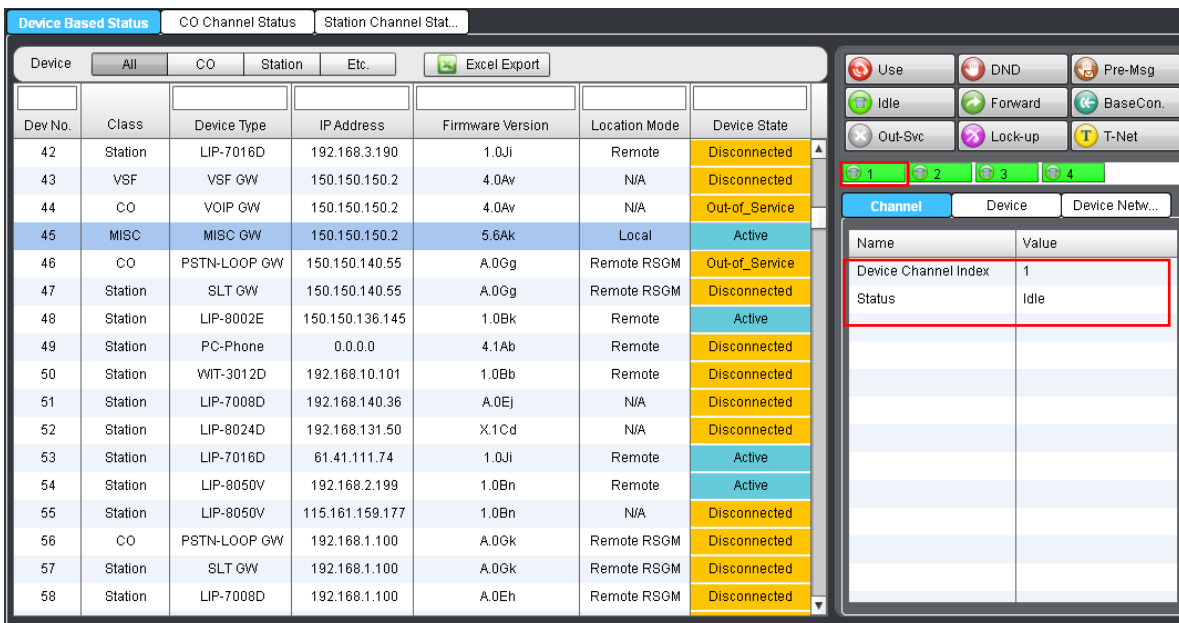 Device Based Status CO Channel Status Station Channel Stat...
Device All CO Station Etc. Excel Export
Dev No. Class Device Type IP Address Firmware Version Location Mode Device State
42 Station LIP-7016D 192.168.3.190 1.0Ji Remote Disconnected
43 VSF VSF GW 150.150.150.2 4.0Av N/A Disconnected
44 CO VOIP GW 150.150.150.2 4.0Av N/A Out-of_Service
45 MISC MISC GW 150.150.150.2 5.6Ak Local Active
46 CO PSTN-LOOP GW 150.150.140.55 A.0Gg Remote RSGM Out-of_Service
47 Station SLT GW 150.150.140.55 A.0Gg Remote RSGM Disconnected
48 Station LIP-8002E 150.150.136.145 1.0Bk Remote Active
49 Station PC-Phone 0.0.0.0 4.1Ab Remote Disconnected
50 Station WIT-3012D 192.168.10.101 1.0Bb Remote Disconnected
51 Station LIP-7008D 192.168.140.36 A.0Ej N/A Disconnected
52 Station LIP-8024D 192.168.131.50 X.1Cd N/A Disconnected
53 Station LIP-7016D 61.41.111.74 1.0Ji Remote Active
54 Station LIP-8050V 192.168.2.199 1.0Bn Remote Active
55 Station LIP-8050V 115.161.159.177 1.0Bn N/A Disconnected
56 CO PSTN-LOOP GW 192.168.1.100 A.0Gk Remote RSGM Disconnected
57 Station SLT GW 192.168.1.100 A.0Gk Remote RSGM Disconnected
58 Station LIP-7008D 192.168.1.100 A.0Eh Remote RSGM Disconnected
Use DND Pre-Msg
Idle Forward BaseCon.
Out-Svc Lock-up T T-Net
1 2 3 4
Channel Device Device Netw...
Name Value
Device Channel Index 1
Status Idle